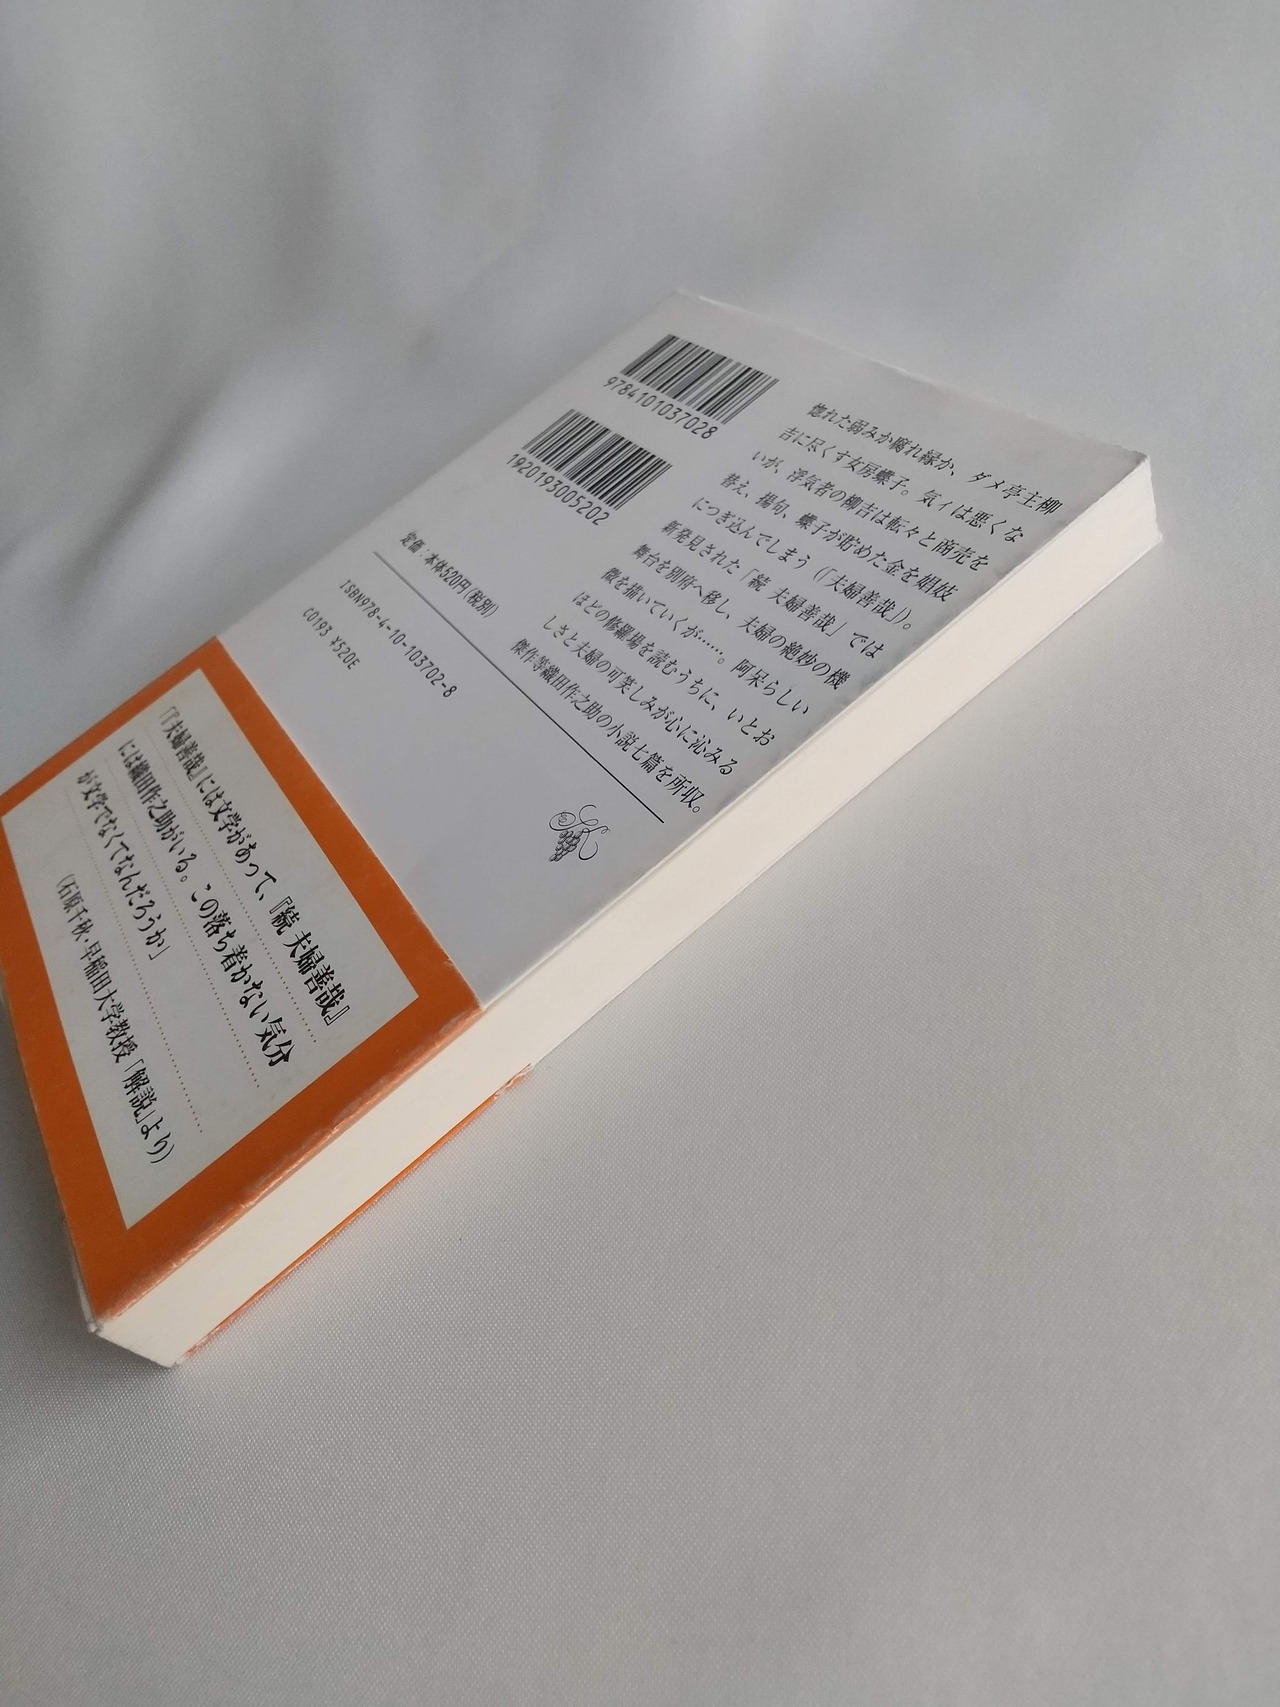 9784101037028
1920193005202
惚れた弱みか腐れ縁か、ダメ亭主柳
吉に尽くす女房蝶子。気ィは悪くな
いが、浮気者の柳吉は転々と商売を
替え、揚句、蝶子が貯めた金を娼妓
につぎ込んでしまう（「夫婦善哉」）。
新発見された「続 夫婦善哉」では
舞台を別府へ移し、夫婦の絶妙の機
微を描いていくが……。阿呆らしい
ほどの修羅場を読むうちに、いとお
しさと夫婦の可笑しみが心に沁みる
傑作等織田作之助の小説七篇を所収。
定価：本体520円（税別）
ISBN978-4-10-103702-8
C0193 ¥520E
「『夫婦善哉』には文学があって、『続 夫婦善哉』
には織田作之助がいる。この落ち着かない気分
が文学でなくてなんだろうか」
（石原千秋・早稲田大学教授「解説」より）